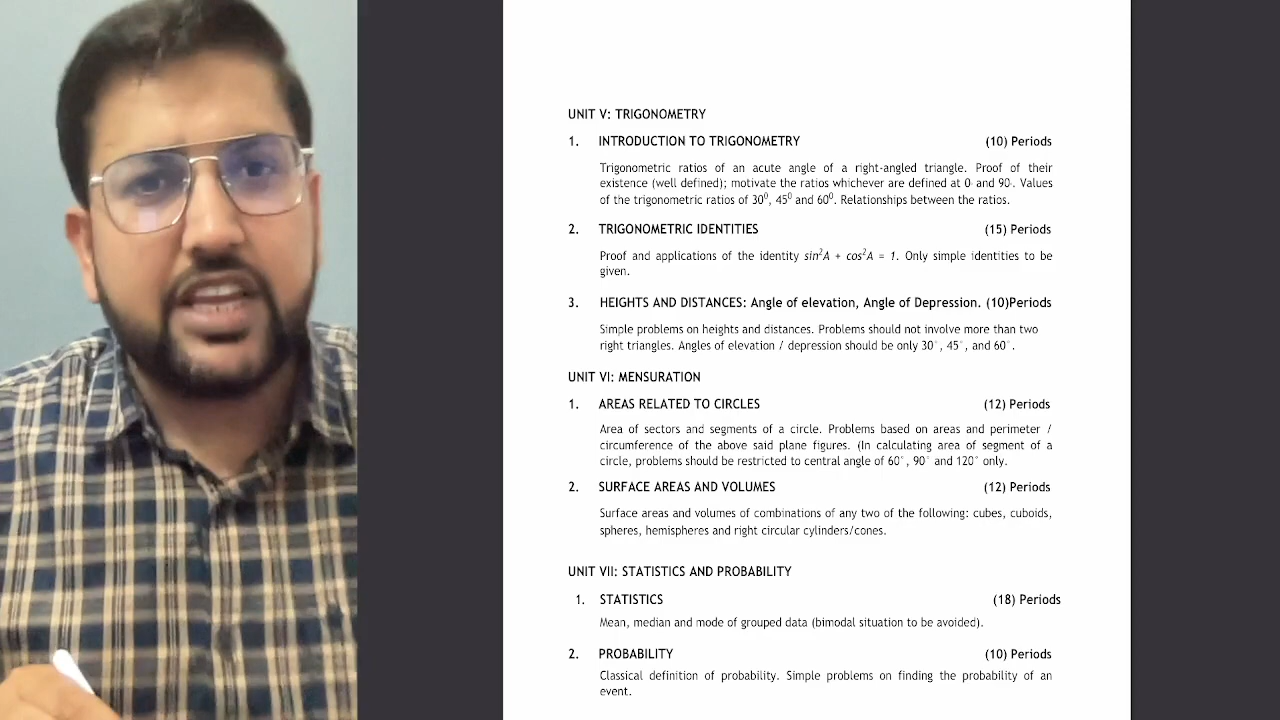 UNIT V: TRIGONOMETRY
1. INTRODUCTION TO TRIGONOMETRY (10) Periods
Trigonometric ratios of an acute angle of a right-angled triangle. Proof of their
existence (well defined); motivate the ratios whichever are defined at 0◦ and 90◦. Values
of the trigonometric ratios of 30⁰, 45⁰ and 60⁰. Relationships between the ratios.
2. TRIGONOMETRIC IDENTITIES (15) Periods
Proof and applications of the identity sin²A + cos²A = 1. Only simple identities to be
given.
3. HEIGHTS AND DISTANCES: Angle of elevation, Angle of Depression. (10)Periods
Simple problems on heights and distances. Problems should not involve more than two
right triangles. Angles of elevation / depression should be only 30°, 45°, and 60°.
UNIT VI: MENSURATION
1. AREAS RELATED TO CIRCLES (12) Periods
Area of sectors and segments of a circle. Problems based on areas and perimeter /
circumference of the above said plane figures. (In calculating area of segment of a
circle, problems should be restricted to central angle of 60°, 90° and 120° only.
2. SURFACE AREAS AND VOLUMES (12) Periods
Surface areas and volumes of combinations of any two of the following: cubes, cuboids,
spheres, hemispheres and right circular cylinders/cones.
UNIT VII: STATISTICS AND PROBABILITY
1. STATISTICS (18) Periods
Mean, median and mode of grouped data (bimodal situation to be avoided).
2. PROBABILITY (10) Periods
Classical definition of probability. Simple problems on finding the probability of an
event.